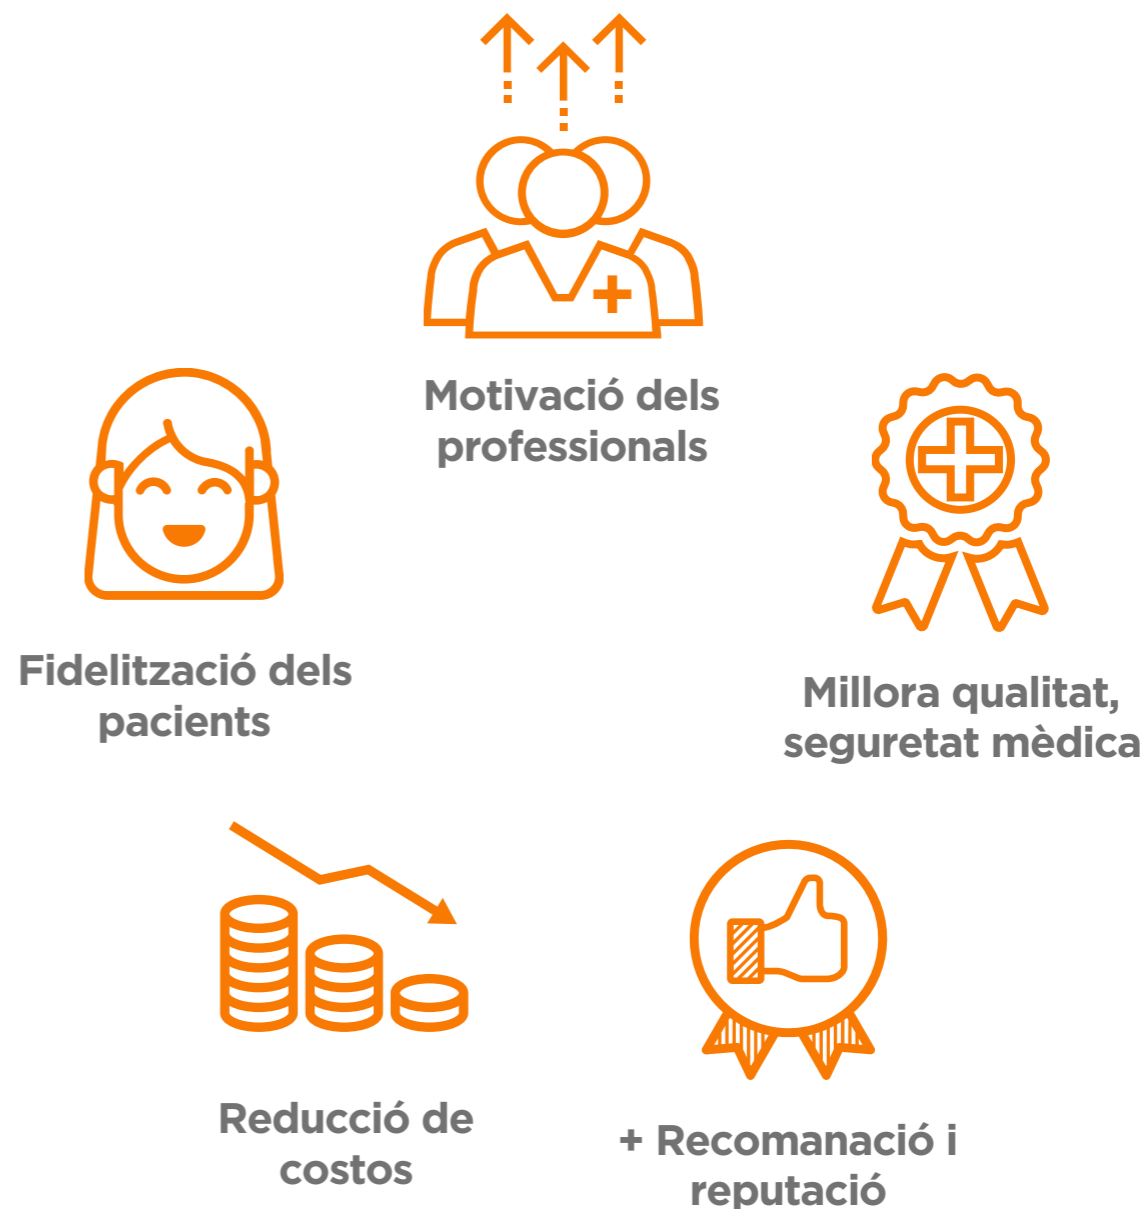 Motivació dels
professionals
Fidelització dels
pacients
Millora qualitat,
seguretat mèdica
Reducció de
costos
+ Recomanació i
reputació